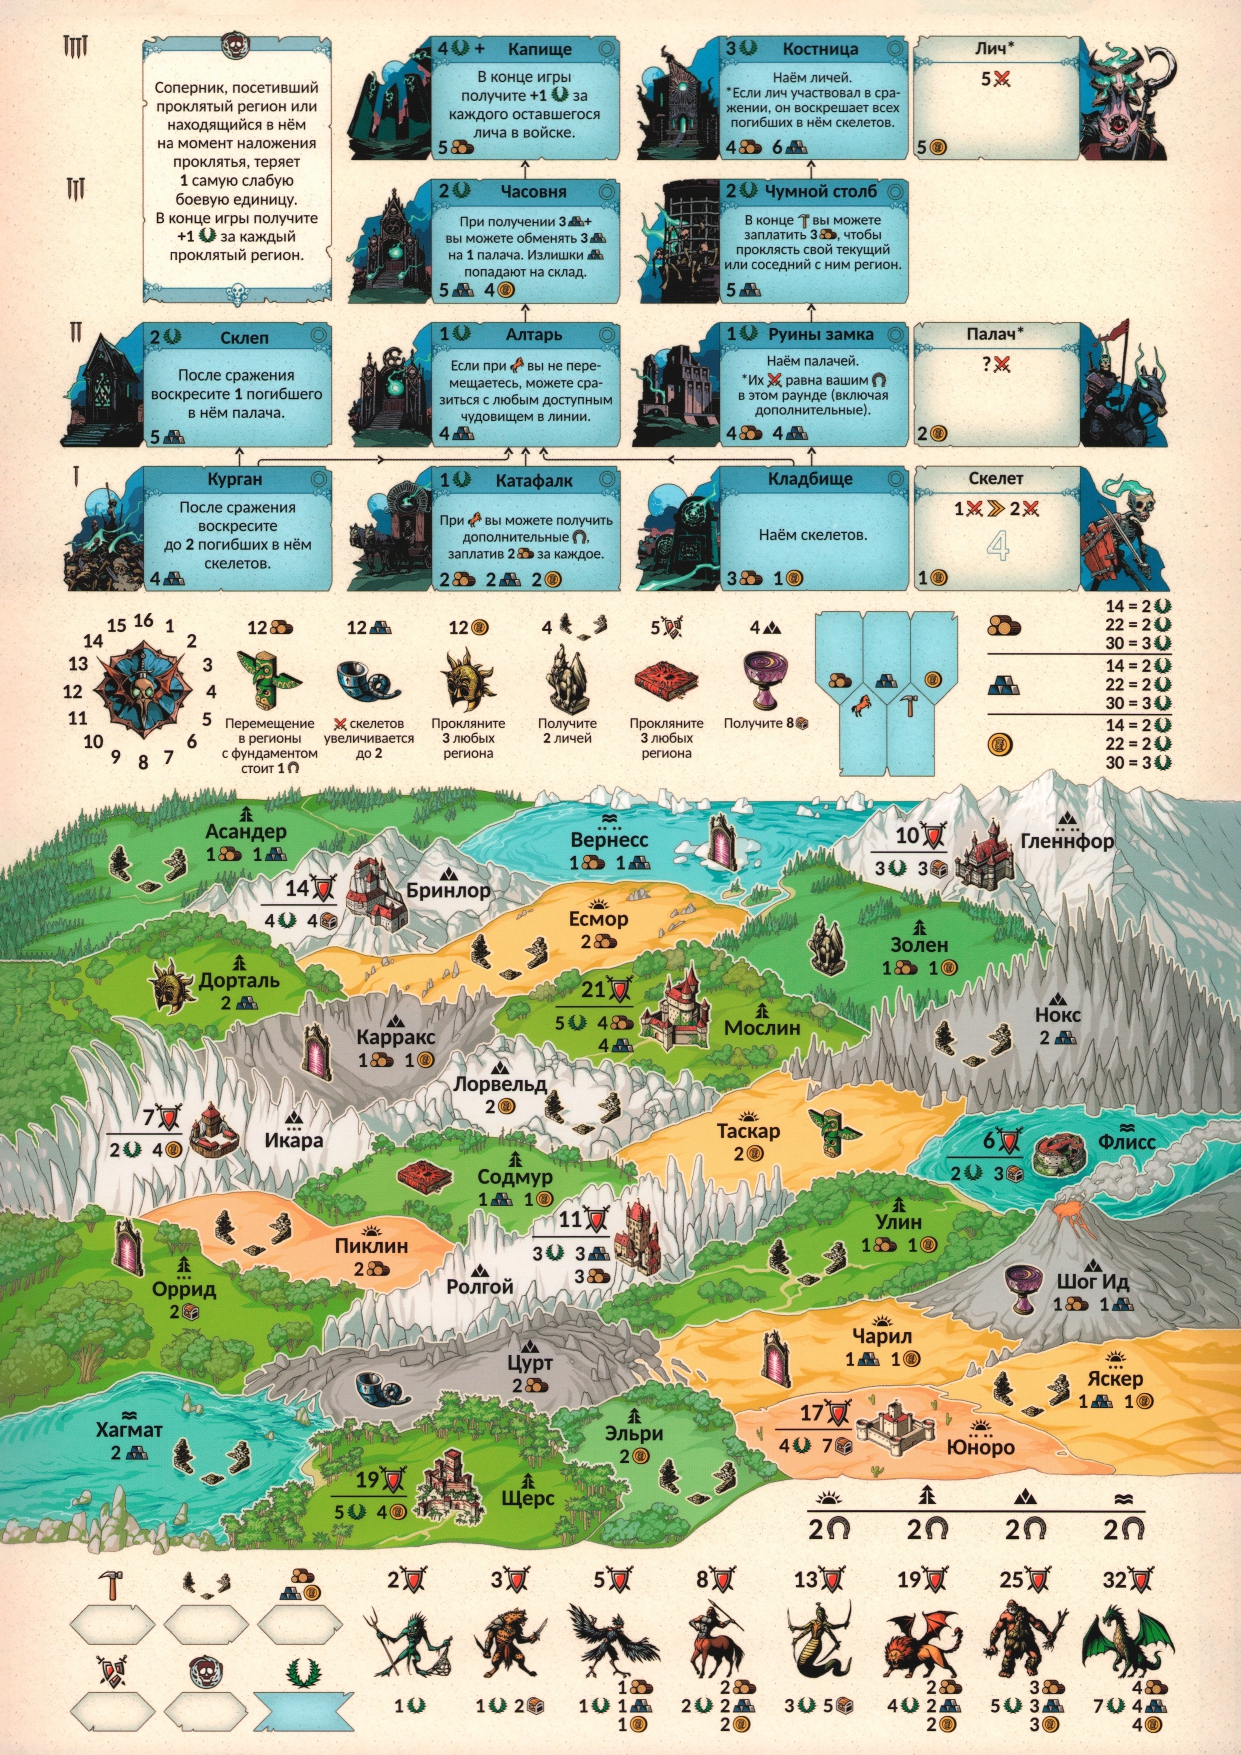 Соперник, посетивший
проклятый регион или
находящийся в нём
на момент наложения
проклятья, теряет
1 самую слабую
боевую единицу.
В конце игры получите
+1 за каждый
проклятый регион.
4 + Капище
В конце игры
получите +1 за
каждого оставшегося
лича в войске.
5
3 Костница
Наём личей.
*Если лич участвовал в сра-
жении, он воскрешает всех
погибших в нём скелетов.
4 6
Лич*
5
5
2 Часовня
При получении 3 +
вы можете обменять 3
на 1 палача. Излишки
попадают на склад.
5 4
2 Чумной столб
В конце вы можете
заплатить 3 , чтобы
проклясть свой текущий
или соседний с ним регион.
5
2 Склеп
После сражения
воскресите 1 погибшего
в нём палача.
5
1 Алтарь
Если при вы не пере-
мещаетесь, можете сра-
зиться с любым доступным
чудовищем в линии.
4
1 Руины замка
Наём палачей.
*Их равна вашим
в этом раунде (включая
дополнительные).
4 4
Палач*
?
2
Курган
После сражения
воскресите
до 2 погибших в нём
скелетов.
4
1 Катафалк
При вы можете получить
дополнительные ,
заплатив 2 за каждое.
2 2 2
Кладбище
Наём скелетов.
3 1
Скелет
1 2
4
1
15 16 1
14 2
13 3
12 4
11 5
10 6
9 8 7
12
Перемещение
в регионы
с фундаментом
стоит 1
12
скелетов
увеличивается
до 2
12
Прокляните
3 любых
региона
4
Получите
2 личей
5
Прокляните
3 любых
региона
4
Получите 8
14 = 2
22 = 2
30 = 3
14 = 2
22 = 2
30 = 3
14 = 2
22 = 2
30 = 3
Асандер
1 1
Вернесс
1 1
10
3 3
Гленнфор
14
4 4
Бринлор
Есмор
2
Золен
1 1
Дорталь
2
21
5 4
4
Мослин
Нокс
2
Карракс
1 1
Лорвельд
2
7
2 4
Икара
Таскар
2
6
2 3
Флисс
Содмур
1 1
11
3 3
3
Ролгой
Улин
1 1
Пиклин
2
Оррид
2
Шог Ид
1 1
Чарил
1 1
Цурт
2
Яскер
1 1
Хагмат
2
Эльри
2
17
4 7
Юноро
19
5 4
Щерс
2 2 2 2
2 3 5 8 13 19 25 32
1
1 2
1
1 1
1
2
2 2
2
3 5
2
4 2
2
3
5 3
3
4
7 4
4